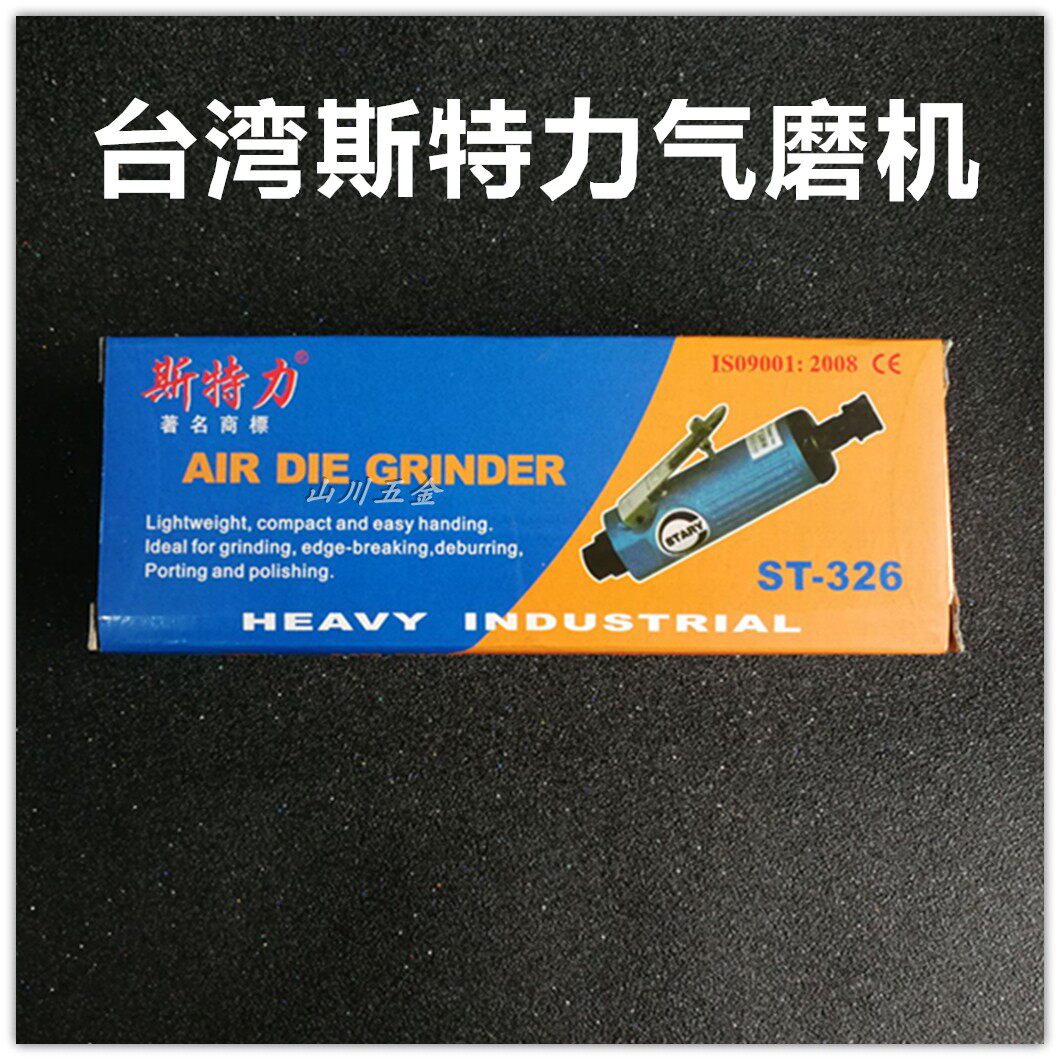 台湾斯特力气磨机
斯特力®
著名商標
ISO9001: 2008 CE
AIR DIE GRINDER
山川五金
Lightweight, compact and easy handing.
Ideal for grinding, edge-breaking,deburring,
Porting and polishing.
STARY
ST-326
HEAVY INDUSTRIAL